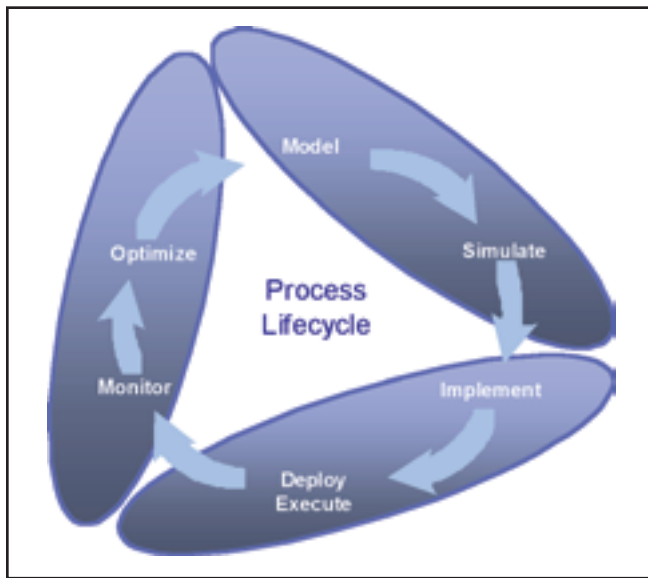 Model
Optimize
Simulate
Process
Lifecycle
Monitor
Implement
Deploy
Execute